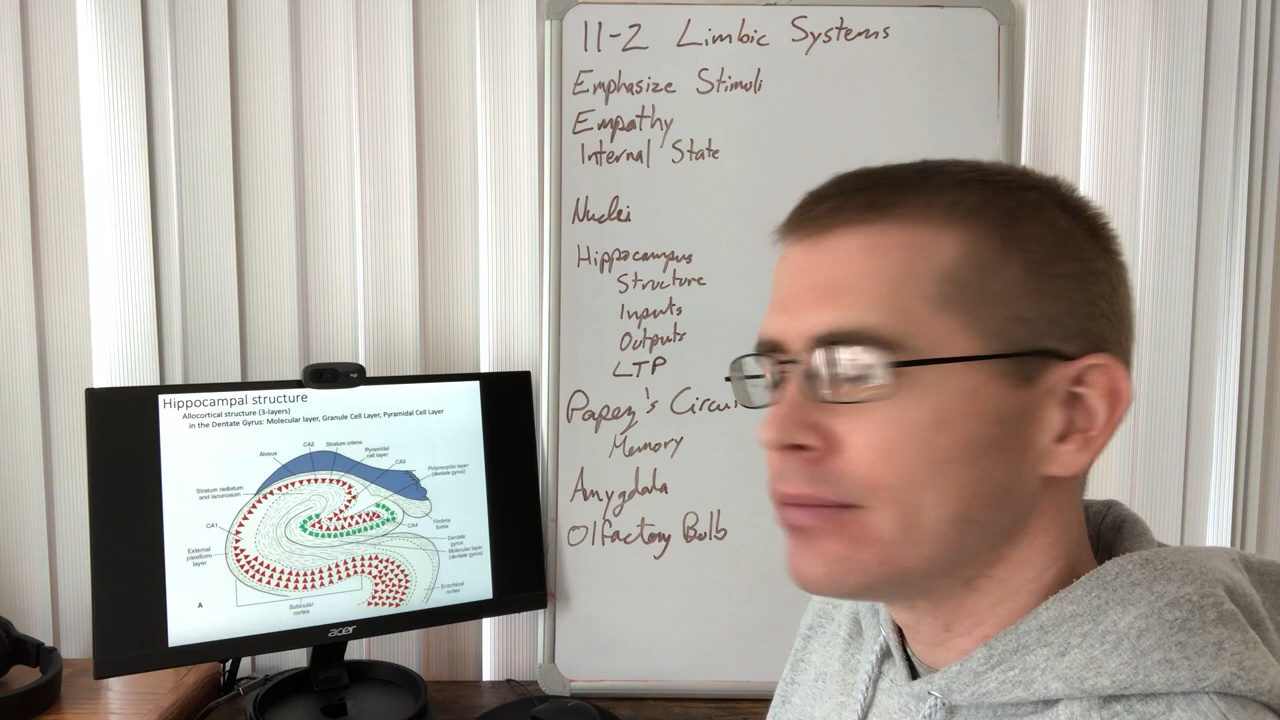 11-2 Limbic Systems
Emphasize Stimuli
Empathy
Internal State
Nuclei
Hippocampus
Structure
Inputs
Outputs
LTP
Papez's Circui
Memory
Amygdala
Olfactory Bulb
logi
Hippocampal structure
Allocortical structure (3-layers)
in the Dentate Gyrus: Molecular layer, Granule Cell Layer, Pyramidal Cell Layer
CA2
Stratum oriens
Alveus
Pyramidal
cell layer
CA3
Polymorphic layer
(dentate gyrus)
Stratum radiatum
and lacunosum
CA1
Fimbria
fornix
CA4
External
plexiform
layer
Dentate
gyrus
Molecular layer
(dentate gyrus)
Entorhinal
cortex
A
Subicular
cortex
acer